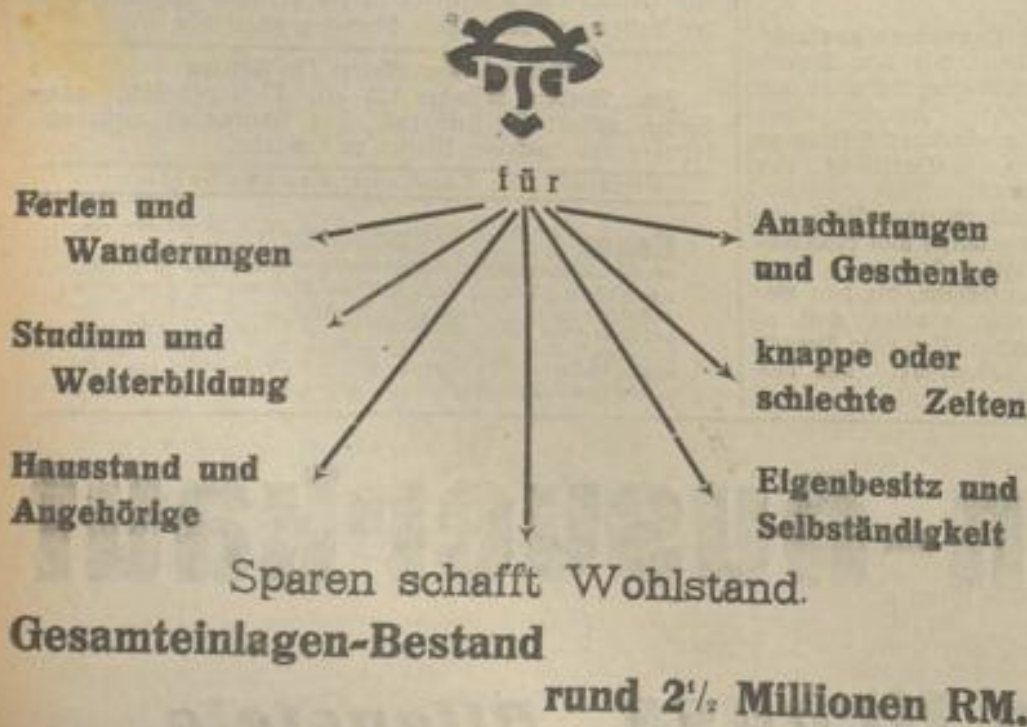 für
Ferien und
Wanderungen
Studium und
Weiterbildung
Hausstand und
Angehörige
Anschaffungen
und Geschenke
knappe oder
schlechte Zeiten
Eigenbesitz und
Selbständigkeit
Sparen schafft Wohlstand.
Gesamteinlagen-Bestand
rund 2½ Millionen RM.